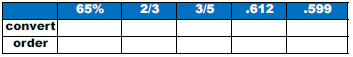 65% 2/3 3/5 .612 .599
convert
order